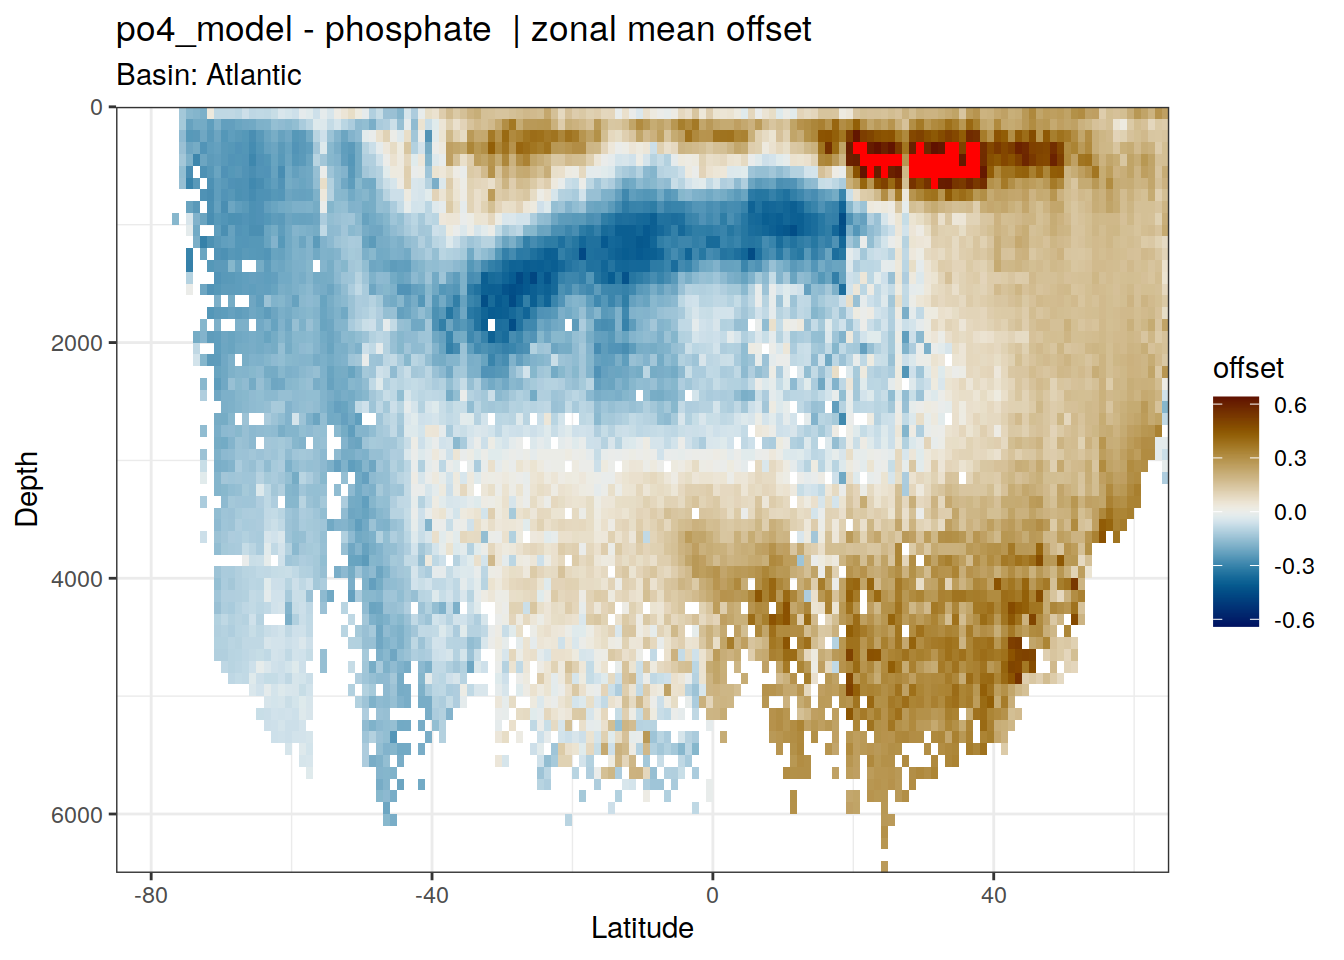 po4_model - phosphate  | zonal mean offset
Basin: Atlantic
0
2000
4000
6000
Depth
-80
-40
0
40
Latitude
offset
0.6
0.3
0.0
-0.3
-0.6